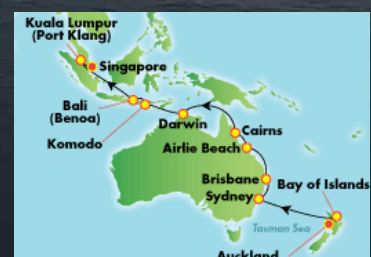 Kuala Lumpur
(Port Klang)
Singapore
Bali
(Benoa)
Komodo
Darwin
Cairns
Airlie Beach
Brisbane
Sydney
Bay of Islands
Tasman Sea
Auckland